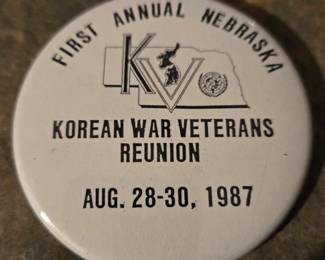 FIRST ANNUAL NEBRASKA
KV
KOREAN WAR VETERANS
REUNION
AUG. 28-30, 1987